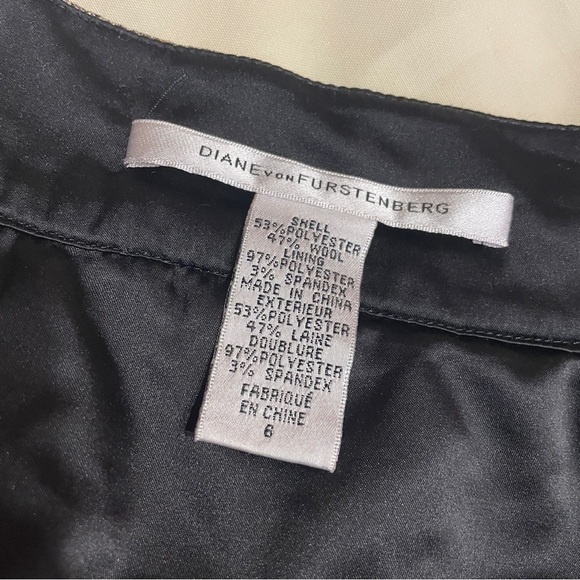 DIANE VON FURSTENBERG
SHELL
53%POLYESTER
47% WOOL
LINING
97%POLYESTER
3% SPANDEX
MADE IN CHINA
EXTERIEUR
53%POLYESTER
47% LAINE
DOUBLURE
97%POLYESTER
3% SPANDEX
FABRIQUÉ
EN CHINE
6